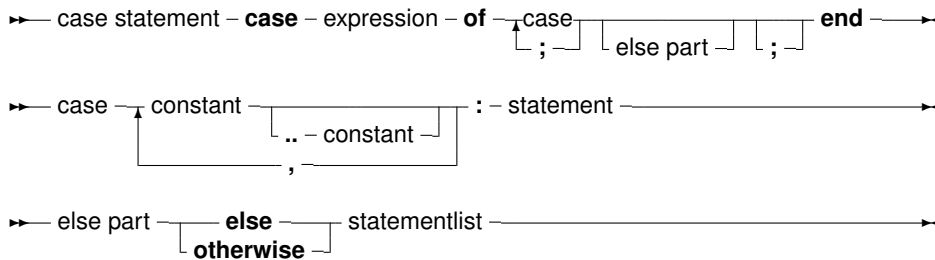 case statement case expression of case ; else part ; end
case constant .. constant , : statement
else part else otherwise statementlist